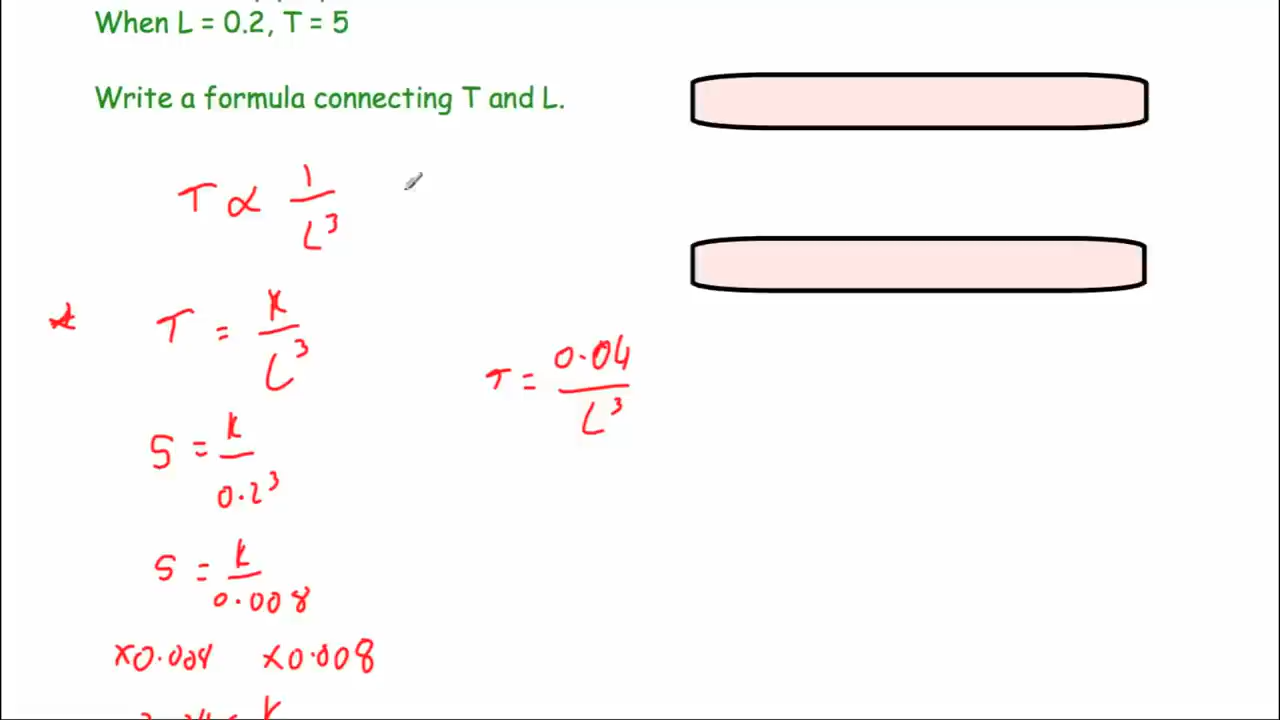 When L = 0.2, T = 5
Write a formula connecting T and L.
T ∝ 1/L³
T = k/L³
5 = k/0.2³
T = 0.04/L³
5 = k/0.008
×0.008 ×0.008